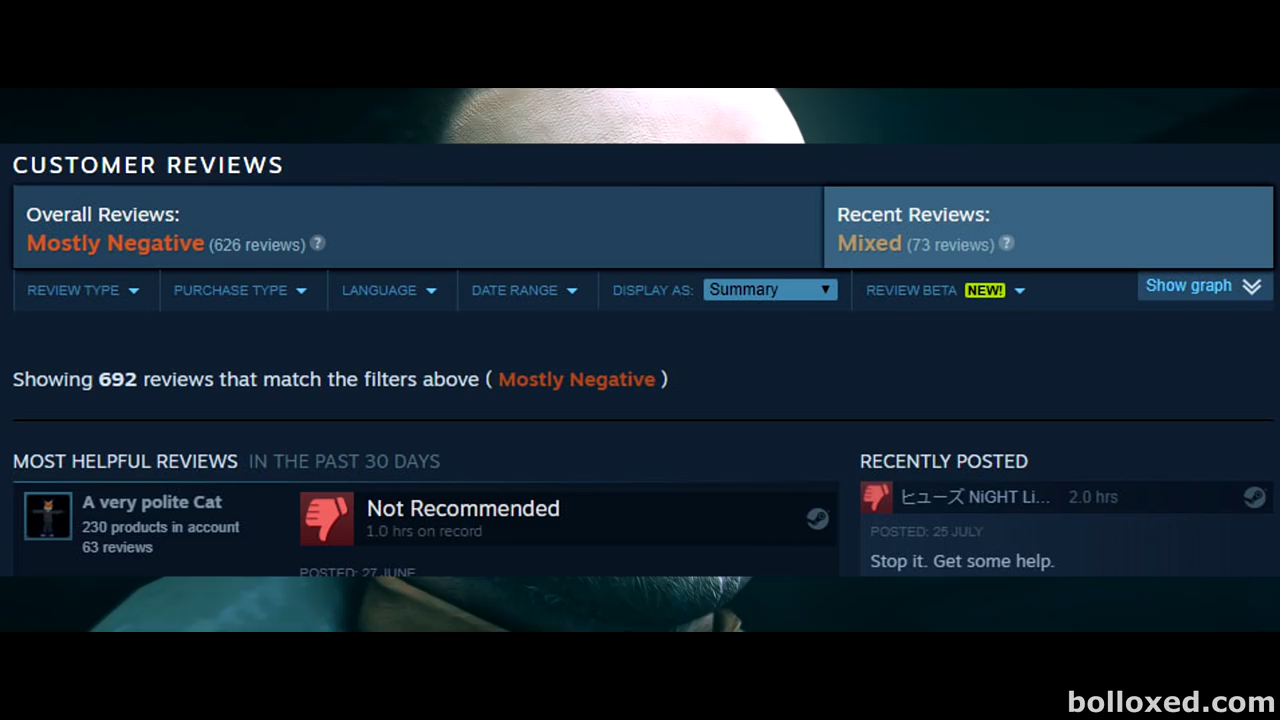 CUSTOMER REVIEWS
Overall Reviews:
Mostly Negative (626 reviews) ?
Recent Reviews:
Mixed (73 reviews) ?
REVIEW TYPE PURCHASE TYPE LANGUAGE DATE RANGE DISPLAY AS: Summary REVIEW BETA NEW! Show graph
Showing 692 reviews that match the filters above ( Mostly Negative )
MOST HELPFUL REVIEWS IN THE PAST 30 DAYS
A very polite Cat
230 products in account
63 reviews
Not Recommended
1.0 hrs on record
POSTED: 27 JUNE
RECENTLY POSTED
ヒューズ NiGHT Li... 2.0 hrs
POSTED: 25 JULY
Stop it. Get some help.
bolloxed.com